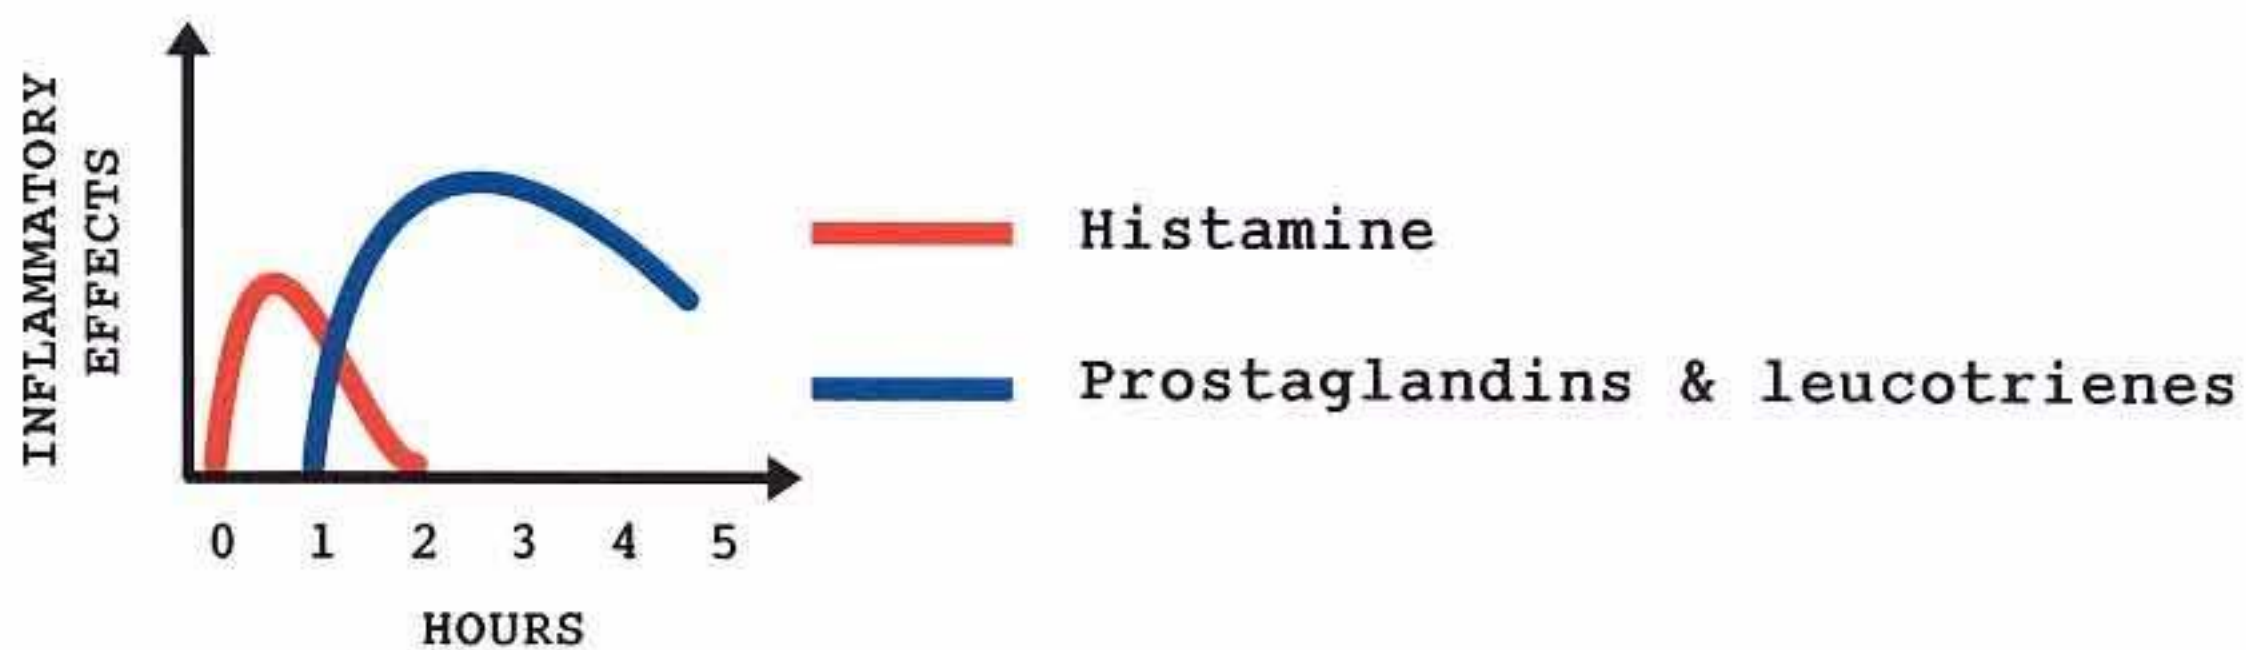 INFLAMMATORY
EFFECTS
Histamine
Prostaglandins & leucotrienes
0 1 2 3 4 5
HOURS